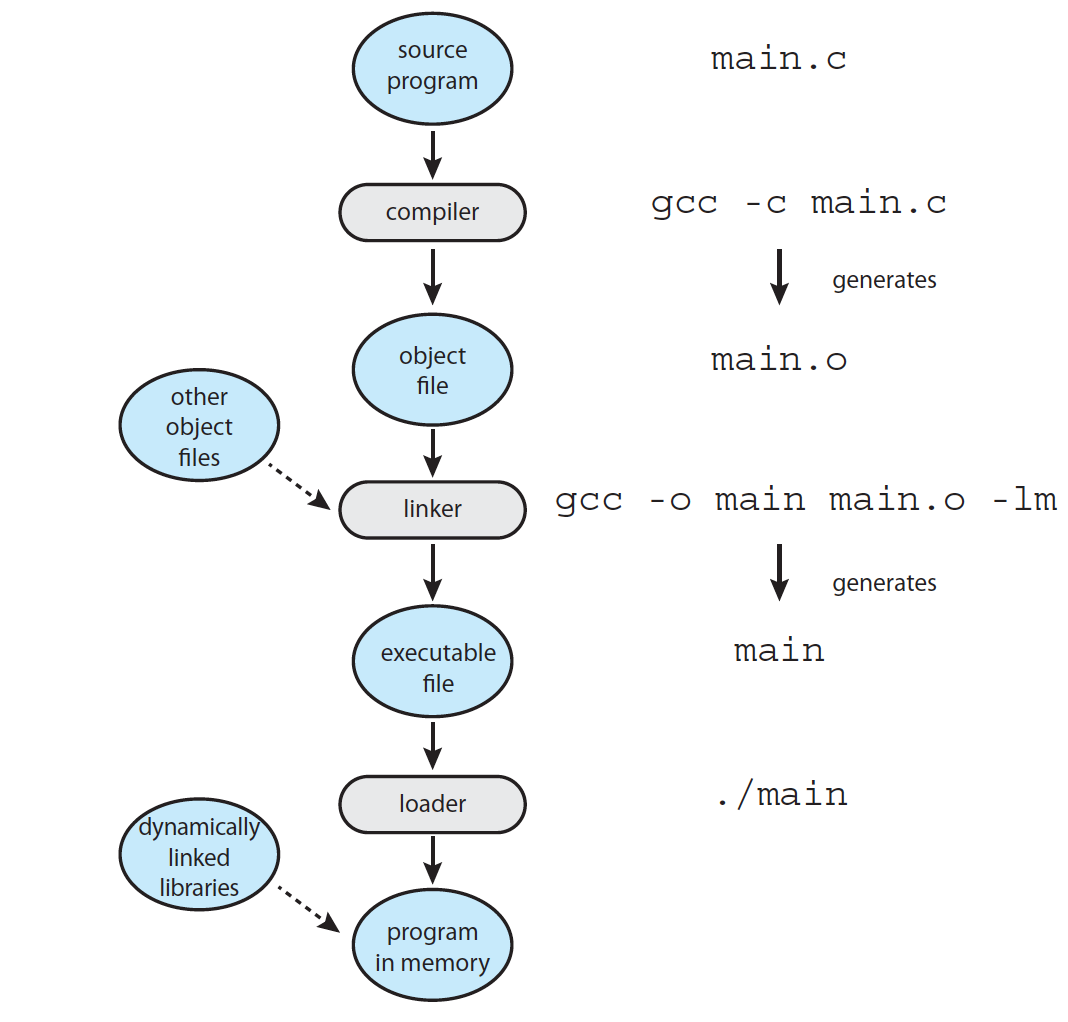 source
program
main.c
compiler
gcc -c main.c
generates
object
file
main.o
other
object
files
linker
gcc -o main main.o -lm
generates
executable
file
main
loader
./main
dynamically
linked
libraries
program
in memory